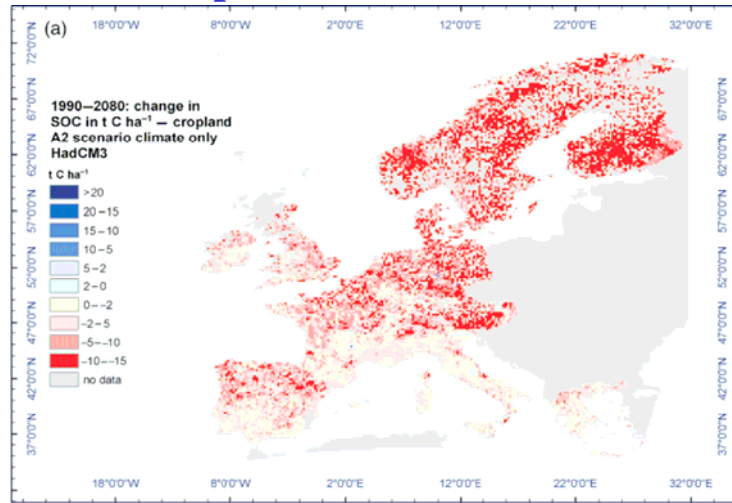 18°0'0"W 8°0'0"W 2°0'0"E 12°0'0"E 22°0'0"E 32°0'0"E
(a)
72°0'0"N
67°0'0"N
62°0'0"N
57°0'0"N
52°0'0"N
47°0'0"N
42°0'0"N
37°0'0"N
1990–2080: change in
SOC in t C ha⁻¹ – cropland
A2 scenario climate only
HadCM3
t C ha⁻¹
>20
20–15
15–10
10–5
5–2
2–0
0–-2
-2–5
-5–-10
-10–-15
no data
72°0'0"N
67°0'0"N
62°0'0"N
57°0'0"N
52°0'0"N
47°0'0"N
42°0'0"N
37°0'0"N
18°0'0"W 8°0'0"W 2°0'0"E 12°0'0"E 22°0'0"E 32°0'0"E